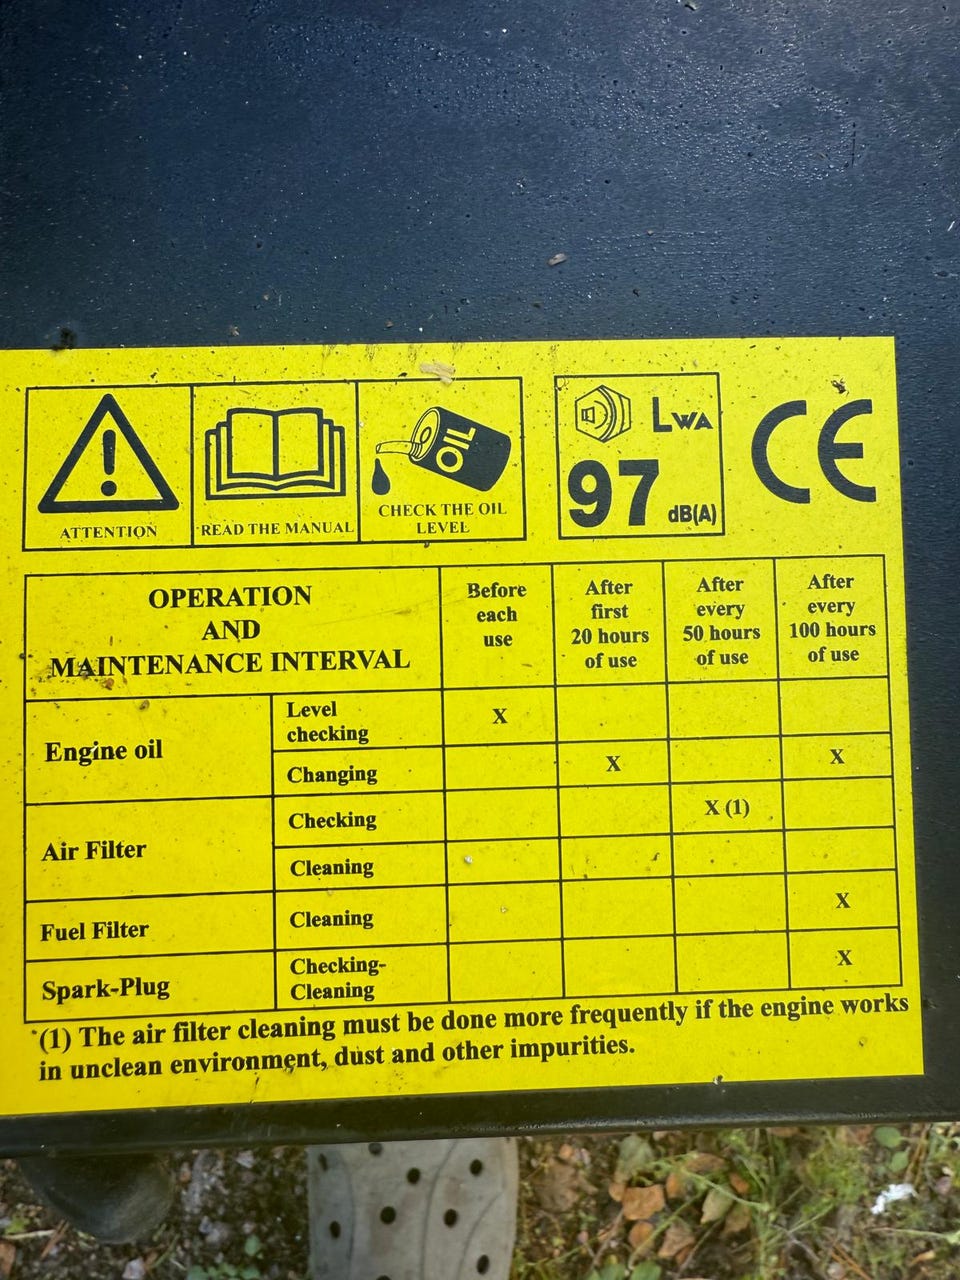 OIL
ATTENTION
READ THE MANUAL
CHECK THE OIL
LEVEL
LWA
97 dB(A)
CE
OPERATION
AND
MAINTENANCE INTERVAL
Before
each
use
After
first
20 hours
of use
After
every
50 hours
of use
After
every
100 hours
of use
Engine oil
Level
checking
X
Changing
X X
Air Filter
Checking
X (1)
Cleaning
Fuel Filter
Cleaning
X
Spark-Plug
Checking-
Cleaning
X
(1) The air filter cleaning must be done more frequently if the engine works
in unclean environment, dust and other impurities.